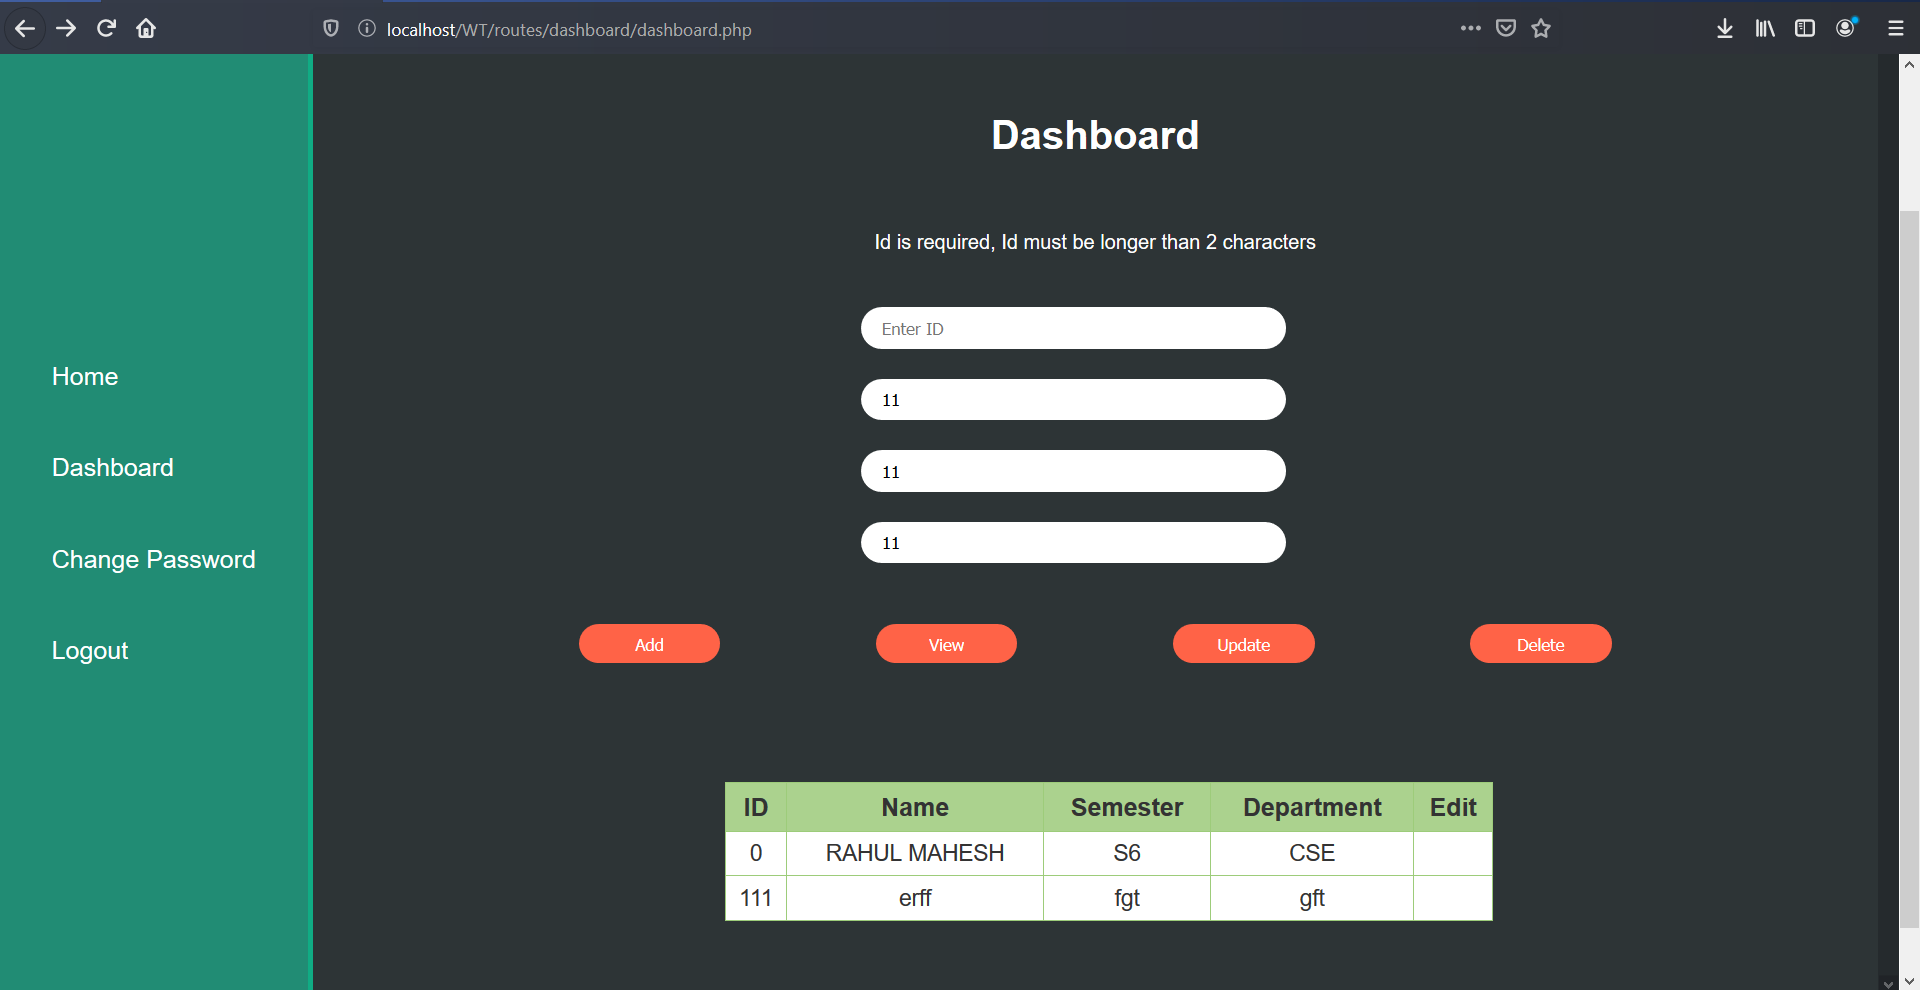 localhost/WT/routes/dashboard/dashboard.php
Home
Dashboard
Change Password
Logout
Dashboard
Id is required, Id must be longer than 2 characters
Enter ID
11
11
11
Add View Update Delete
ID Name Semester Department Edit
0 RAHUL MAHESH S6 CSE
111 erff fgt gft